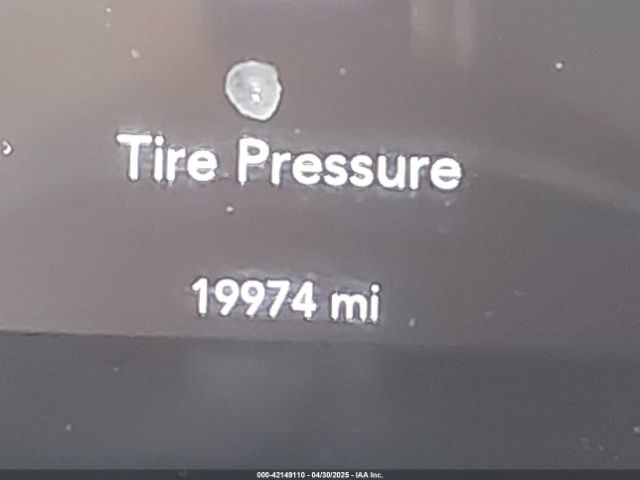 Tire Pressure
19974 mi
000-42149110 - 04/30/2025 - IAA Inc.